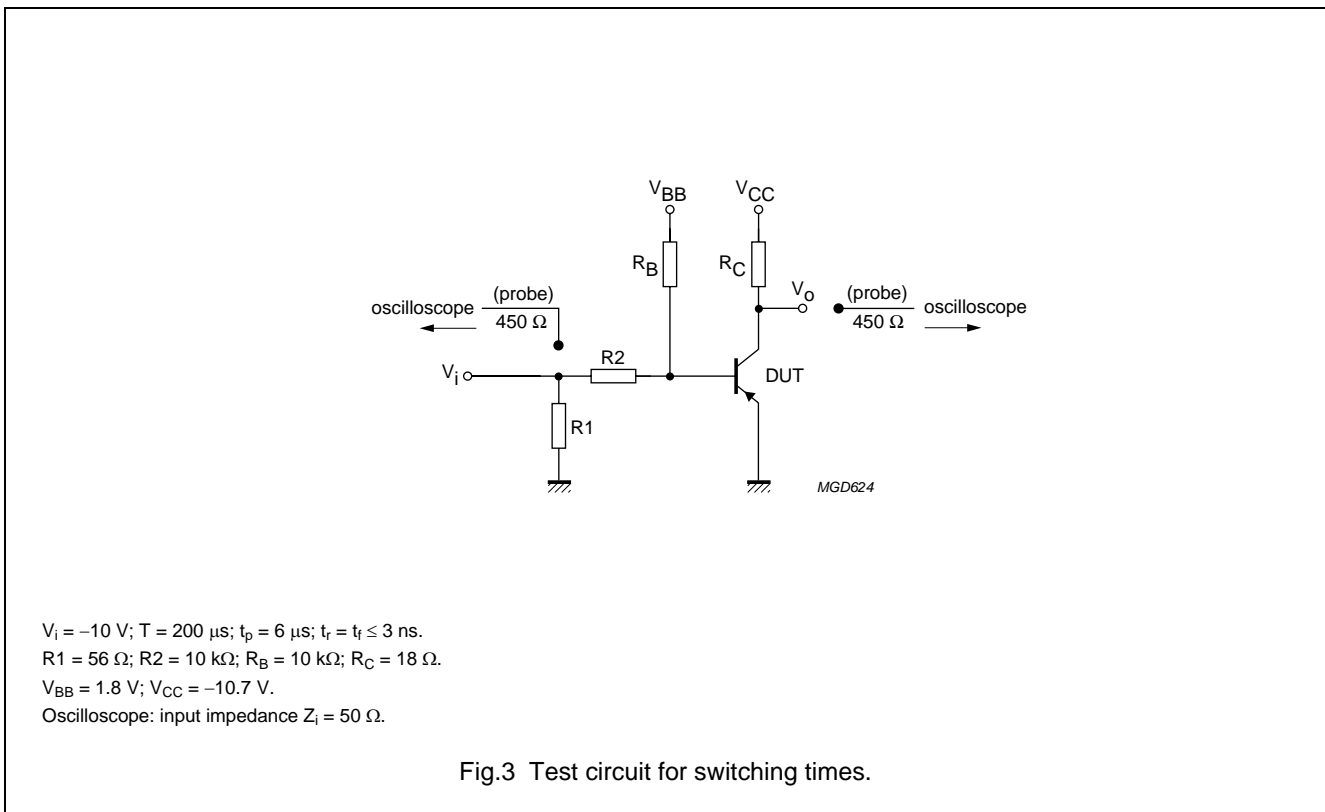 V_BB V_CC
R_B R_C
V_o
(probe) (probe)
oscilloscope oscilloscope
450 Ω 450 Ω
R2
V_i DUT
R1
MGD624
V_i = −10 V; T = 200 μs; t_p = 6 μs; t_r = t_f ≤ 3 ns.
R1 = 56 Ω; R2 = 10 kΩ; R_B = 10 kΩ; R_C = 18 Ω.
V_BB = 1.8 V; V_CC = −10.7 V.
Oscilloscope: input impedance Z_i = 50 Ω.
Fig.3 Test circuit for switching times.